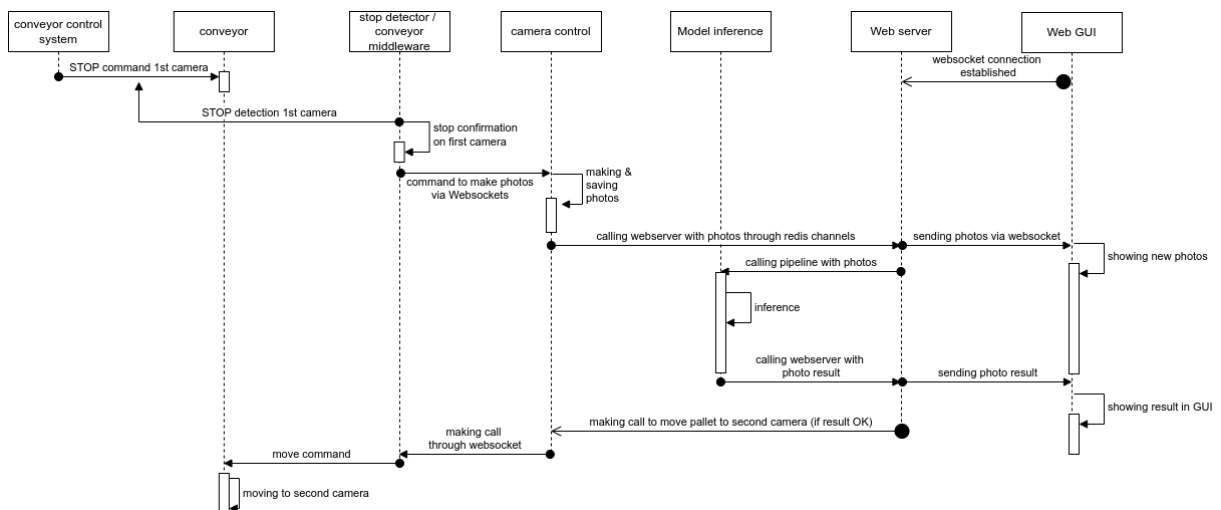 conveyor control
system
conveyor
stop detector /
conveyor
middleware
camera control
Model inference
Web server
Web GUI
STOP command 1st camera
websocket connection
established
STOP detection 1st camera
stop confirmation
on first camera
command to make photos
via Websockets
making &
saving
photos
calling webserver with photos through redis channels
sending photos via websocket
showing new photos
calling pipeline with photos
inference
calling webserver with
photo result
sending photo result
showing result in GUI
making call to move pallet to second camera (if result OK)
making call
through websocket
move command
moving to second camera